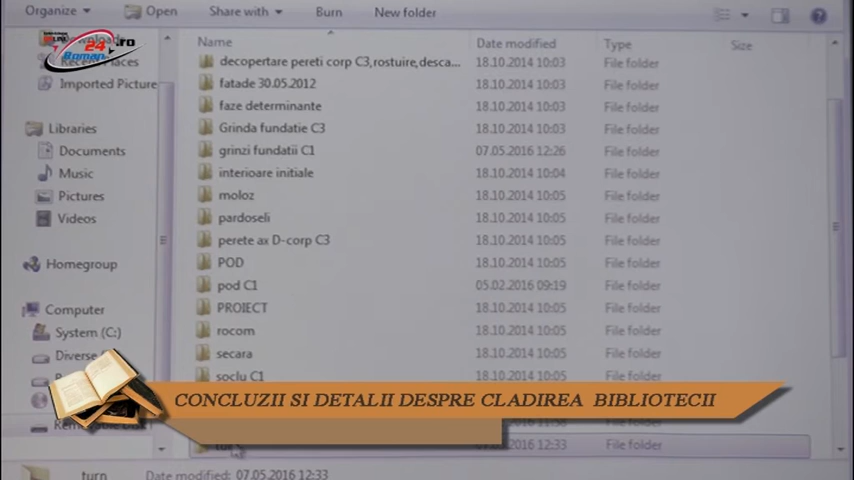 Organize Open Share with Burn New folder
Name Date modified Type Size
24.ro
Roman
Recent Places
Imported Picture
Libraries
Documents
Music
Pictures
Videos
Homegroup
Computer
System (C:)
Diverse
decopertare pereti corp C3,rostuire,desca... 18.10.2014 10:03 File folder
fatade 30.05.2012 18.10.2014 10:03 File folder
faze determinante 18.10.2014 10:03 File folder
Grinda fundatie C3 18.10.2014 10:03 File folder
grinzi fundatii C1 07.05.2016 12:26 File folder
interioare initiale 18.10.2014 10:04 File folder
moloz 18.10.2014 10:05 File folder
pardoseli 18.10.2014 10:05 File folder
perete ax D-corp C3 18.10.2014 10:05 File folder
POD 18.10.2014 10:05 File folder
pod C1 05.02.2016 09:19 File folder
PROIECT 18.10.2014 10:05 File folder
rocom 18.10.2014 10:05 File folder
secara 18.10.2014 10:05 File folder
soclu C1 18.10.2014 10:05 File folder
CONCLUZII SI DETALII DESPRE CLADIREA BIBLIOTECII
12:33 File folder
turn Date modified: 07.05.2016 12:33